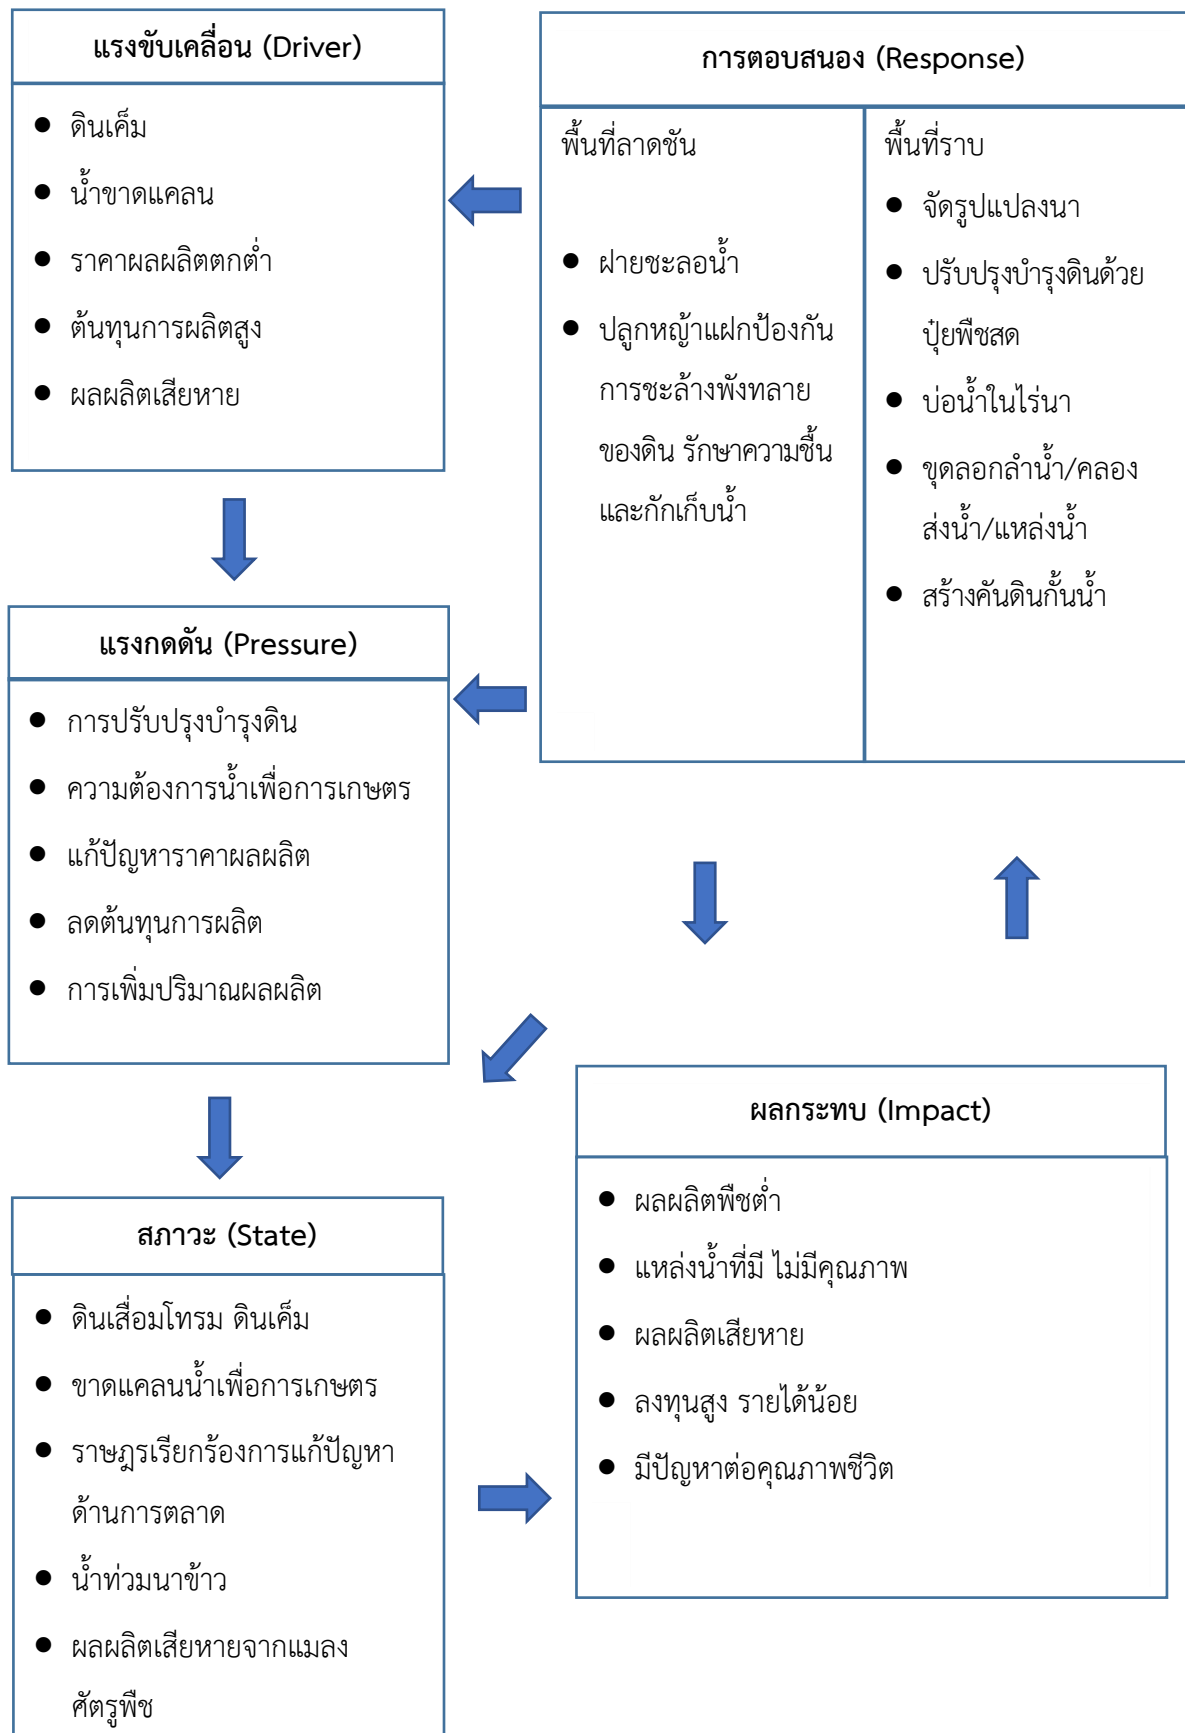 แรงขับเคลื่อน (Driver)
● ดินเค็ม
● น้ำขาดแคลน
● ราคาผลผลิตตกต่ำ
● ต้นทุนการผลิตสูง
● ผลผลิตเสียหาย
การตอบสนอง (Response)
พื้นที่ลาดชัน
● ฝายชะลอน้ำ
● ปลูกหญ้าแฝกป้องกัน
การชะล้างพังทลาย
ของดิน รักษาความชื้น
และกักเก็บน้ำ
พื้นที่ราบ
● จัดรูปแปลงนา
● ปรับปรุงบำรุงดินด้วย
ปุ๋ยพืชสด
● บ่อน้ำในไร่นา
● ขุดลอกลำน้ำ/คลอง
ส่งน้ำ/แหล่งน้ำ
● สร้างคันดินกั้นน้ำ
แรงกดดัน (Pressure)
● การปรับปรุงบำรุงดิน
● ความต้องการน้ำเพื่อการเกษตร
● แก้ปัญหาราคาผลผลิต
● ลดต้นทุนการผลิต
● การเพิ่มปริมาณผลผลิต
สภาวะ (State)
● ดินเสื่อมโทรม ดินเค็ม
● ขาดแคลนน้ำเพื่อการเกษตร
● ราษฎรเรียกร้องการแก้ปัญหา
ด้านการตลาด
● น้ำท่วมนาข้าว
● ผลผลิตเสียหายจากแมลง
ศัตรูพืช
ผลกระทบ (Impact)
● ผลผลิตพืชต่ำ
● แหล่งน้ำที่มี ไม่มีคุณภาพ
● ผลผลิตเสียหาย
● ลงทุนสูง รายได้น้อย
● มีปัญหาต่อคุณภาพชีวิต